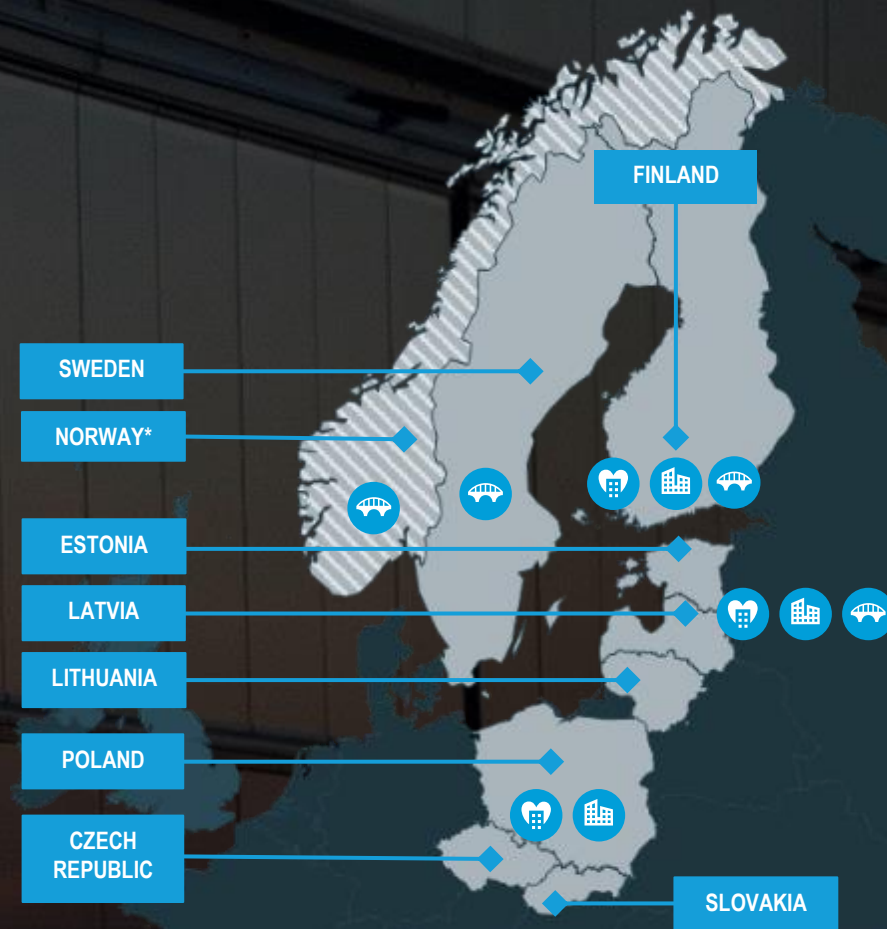 FINLAND
SWEDEN
NORWAY*
ESTONIA
LATVIA
LITHUANIA
POLAND
CZECH
REPUBLIC
SLOVAKIA